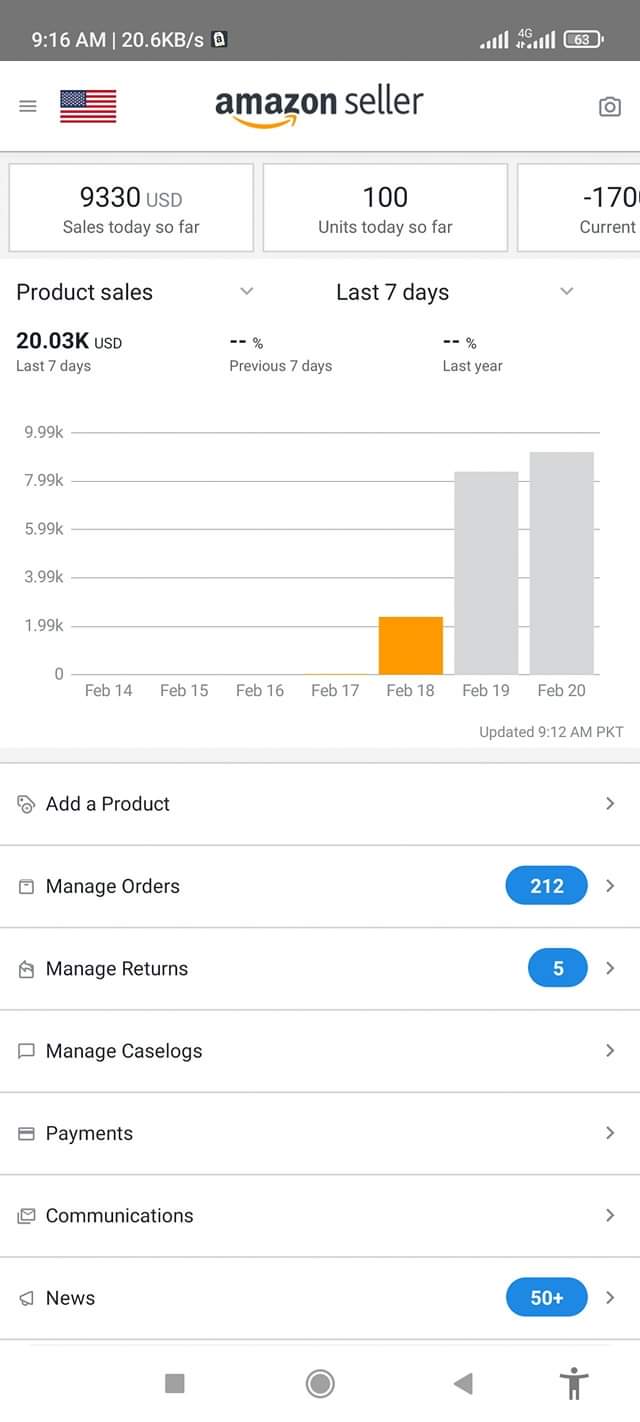 9:16 AM | 20.6KB/s a
4G
63
amazon seller
9330 USD
Sales today so far
100
Units today so far
-170
Current
Product sales
Last 7 days
20.03K USD
Last 7 days
-- %
Previous 7 days
-- %
Last year
9.99k
7.99k
5.99k
3.99k
1.99k
0
Feb 14 Feb 15 Feb 16 Feb 17 Feb 18 Feb 19 Feb 20
Updated 9:12 AM PKT
Add a Product
Manage Orders 212
Manage Returns 5
Manage Caselogs
Payments
Communications
News 50+